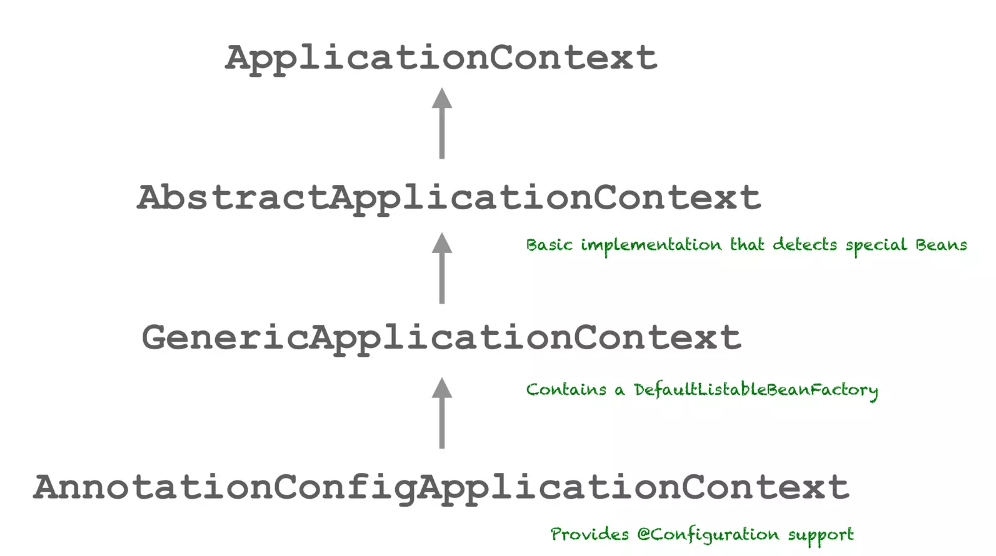 ApplicationContext
AbstractApplicationContext
Basic implementation that detects special Beans
GenericApplicationContext
Contains a DefaultListableBeanFactory
AnnotationConfigApplicationContext
Provides @Configuration support